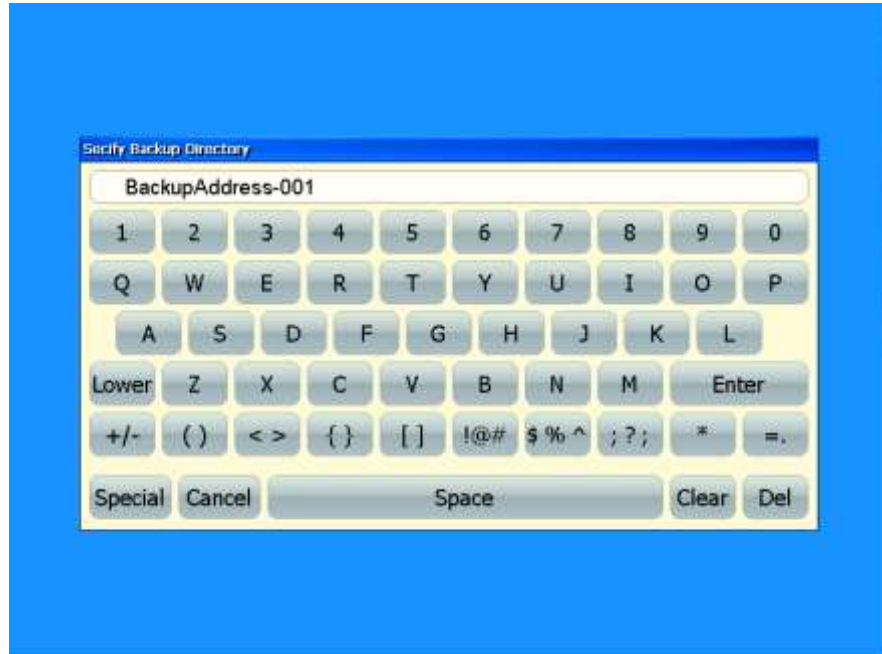 Secify Backup Directory
BackupAddress-001
1 2 3 4 5 6 7 8 9 0
Q W E R T Y U I O P
A S D F G H J K L
Lower Z X C V B N M Enter
+/- ( ) < > { } [ ] !@# $ % ^ ; ? ; * =.
Special Cancel Space Clear Del